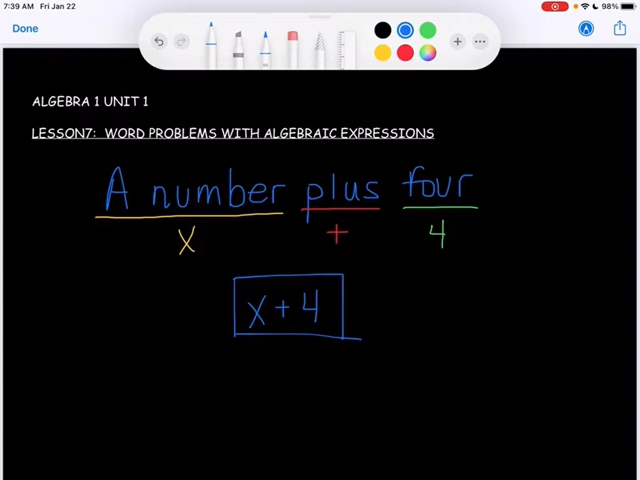 7:39 AM Fri Jan 22
98%
Done
ALGEBRA 1 UNIT 1
LESSON7: WORD PROBLEMS WITH ALGEBRAIC EXPRESSIONS
A number plus four
x + 4
x + 4